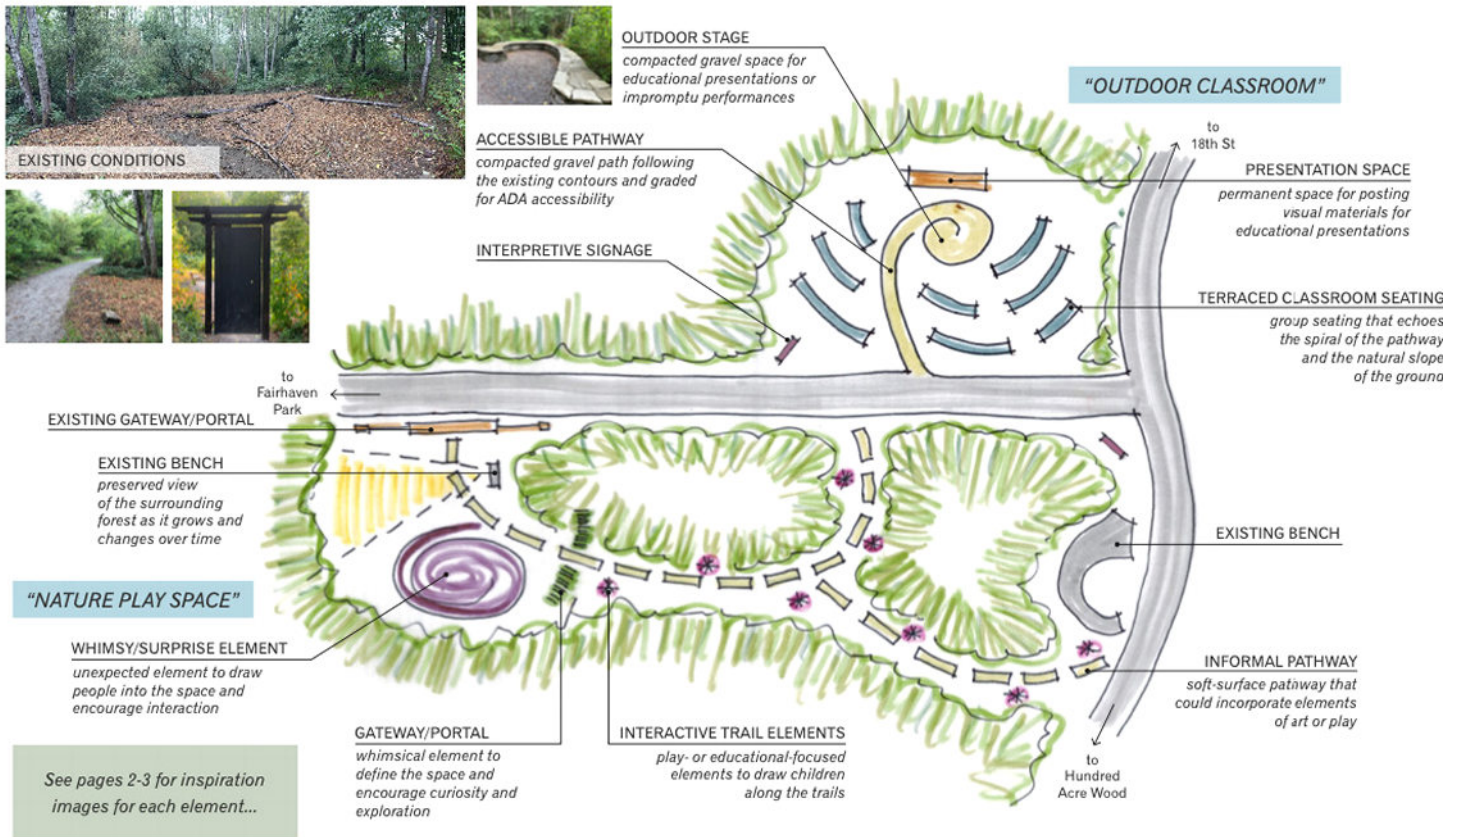 EXISTING CONDITIONS
OUTDOOR STAGE
compacted gravel space for
educational presentations or
impromptu performances
ACCESSIBLE PATHWAY
compacted gravel path following
the existing contours and graded
for ADA accessibility
INTERPRETIVE SIGNAGE
"OUTDOOR CLASSROOM"
to
18th St
PRESENTATION SPACE
permanent space for posting
visual materials for
educational presentations
TERRACED CLASSROOM SEATING
group seating that echoes
the spiral of the pathway
and the natural slope
of the ground
to
Fairhaven
Park
EXISTING GATEWAY/PORTAL
EXISTING BENCH
preserved view
of the surrounding
forest as it grows and
changes over time
"NATURE PLAY SPACE"
WHIMSY/SURPRISE ELEMENT
unexpected element to draw
people into the space and
encourage interaction
See pages 2-3 for inspiration
images for each element...
GATEWAY/PORTAL
whimsical element to
define the space and
encourage curiosity and
exploration
INTERACTIVE TRAIL ELEMENTS
play- or educational-focused
elements to draw children
along the trails
EXISTING BENCH
INFORMAL PATHWAY
soft-surface pathway that
could incorporate elements
of art or play
to
Hundred
Acre Wood